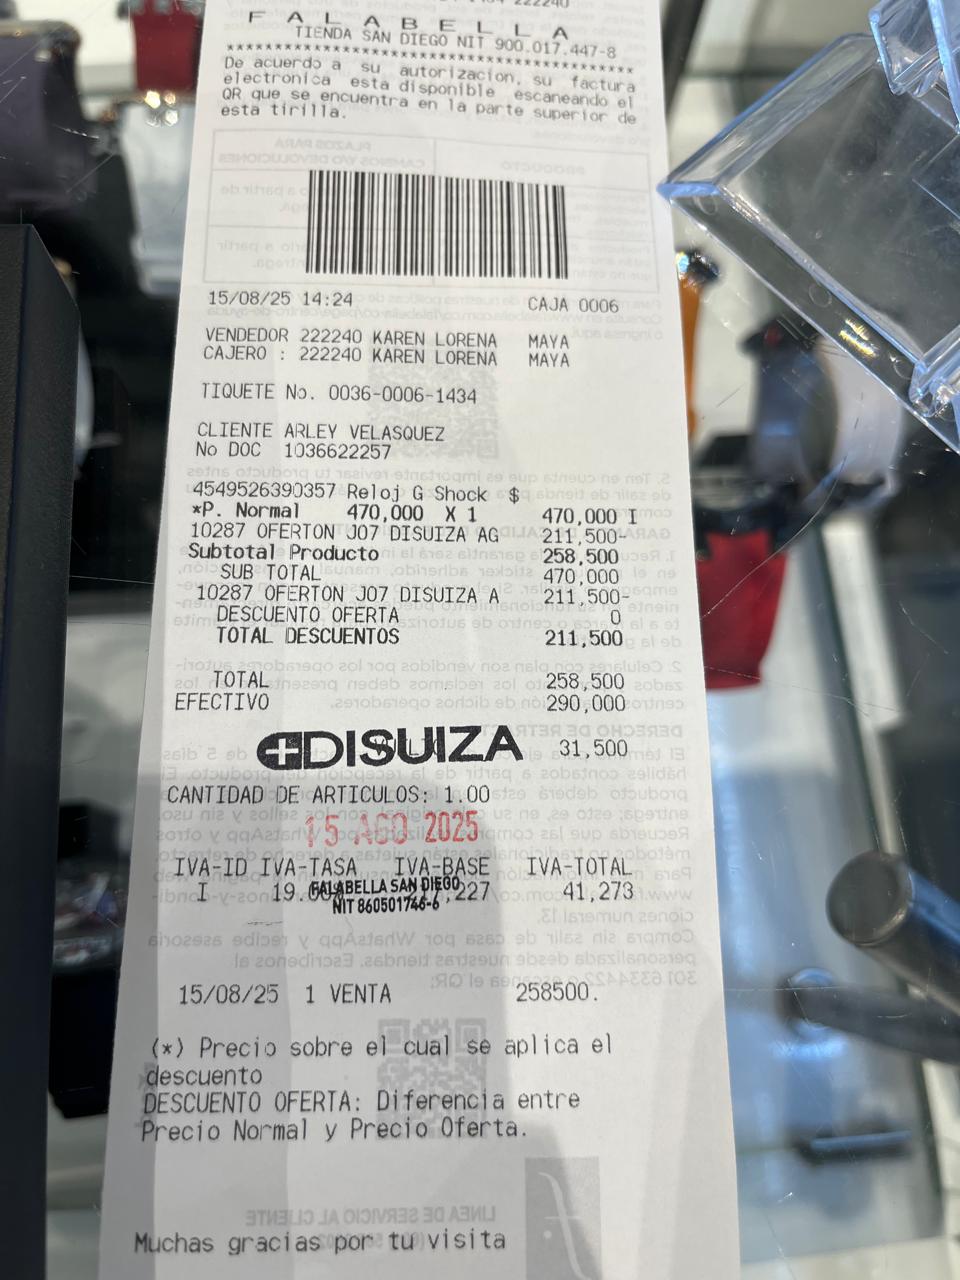 222240
F A L A B E L L A
TIENDA SAN DIEGO NIT 900.017.447-8
****************************************
De acuerdo a su autorizacion, su factura
electronica esta disponible escaneando el
QR que se encuentra en la parte superior de
esta tirilla.
15/08/25 14:24 CAJA 0006
VENDEDOR 222240 KAREN LORENA MAYA
CAJERO : 222240 KAREN LORENA MAYA
TIQUETE No. 0036-0006-1434
CLIENTE ARLEY VELASQUEZ
No DOC 1036622257
4549526390357 Reloj G Shock $
*P. Normal 470,000 X 1 470,000 I
10287 OFERTON J07 DISUIZA AG 211,500-
Subtotal Producto 258,500
SUB TOTAL 470,000
10287 OFERTON J07 DISUIZA A 211,500-
DESCUENTO OFERTA 0
TOTAL DESCUENTOS 211,500
TOTAL 258,500
EFECTIVO 290,000
DISUIZA 31,500
CANTIDAD DE ARTICULOS: 1.00
15 AGO 2025
IVA-ID IVA-TASA IVA-BASE IVA-TOTAL
I 41,273
FALABELLA SAN DIEGO
NIT 860501746-6
15/08/25 1 VENTA 258500.
(*) Precio sobre el cual se aplica el
descuento
DESCUENTO OFERTA: Diferencia entre
Precio Normal y Precio Oferta.
Muchas gracias por tu visita